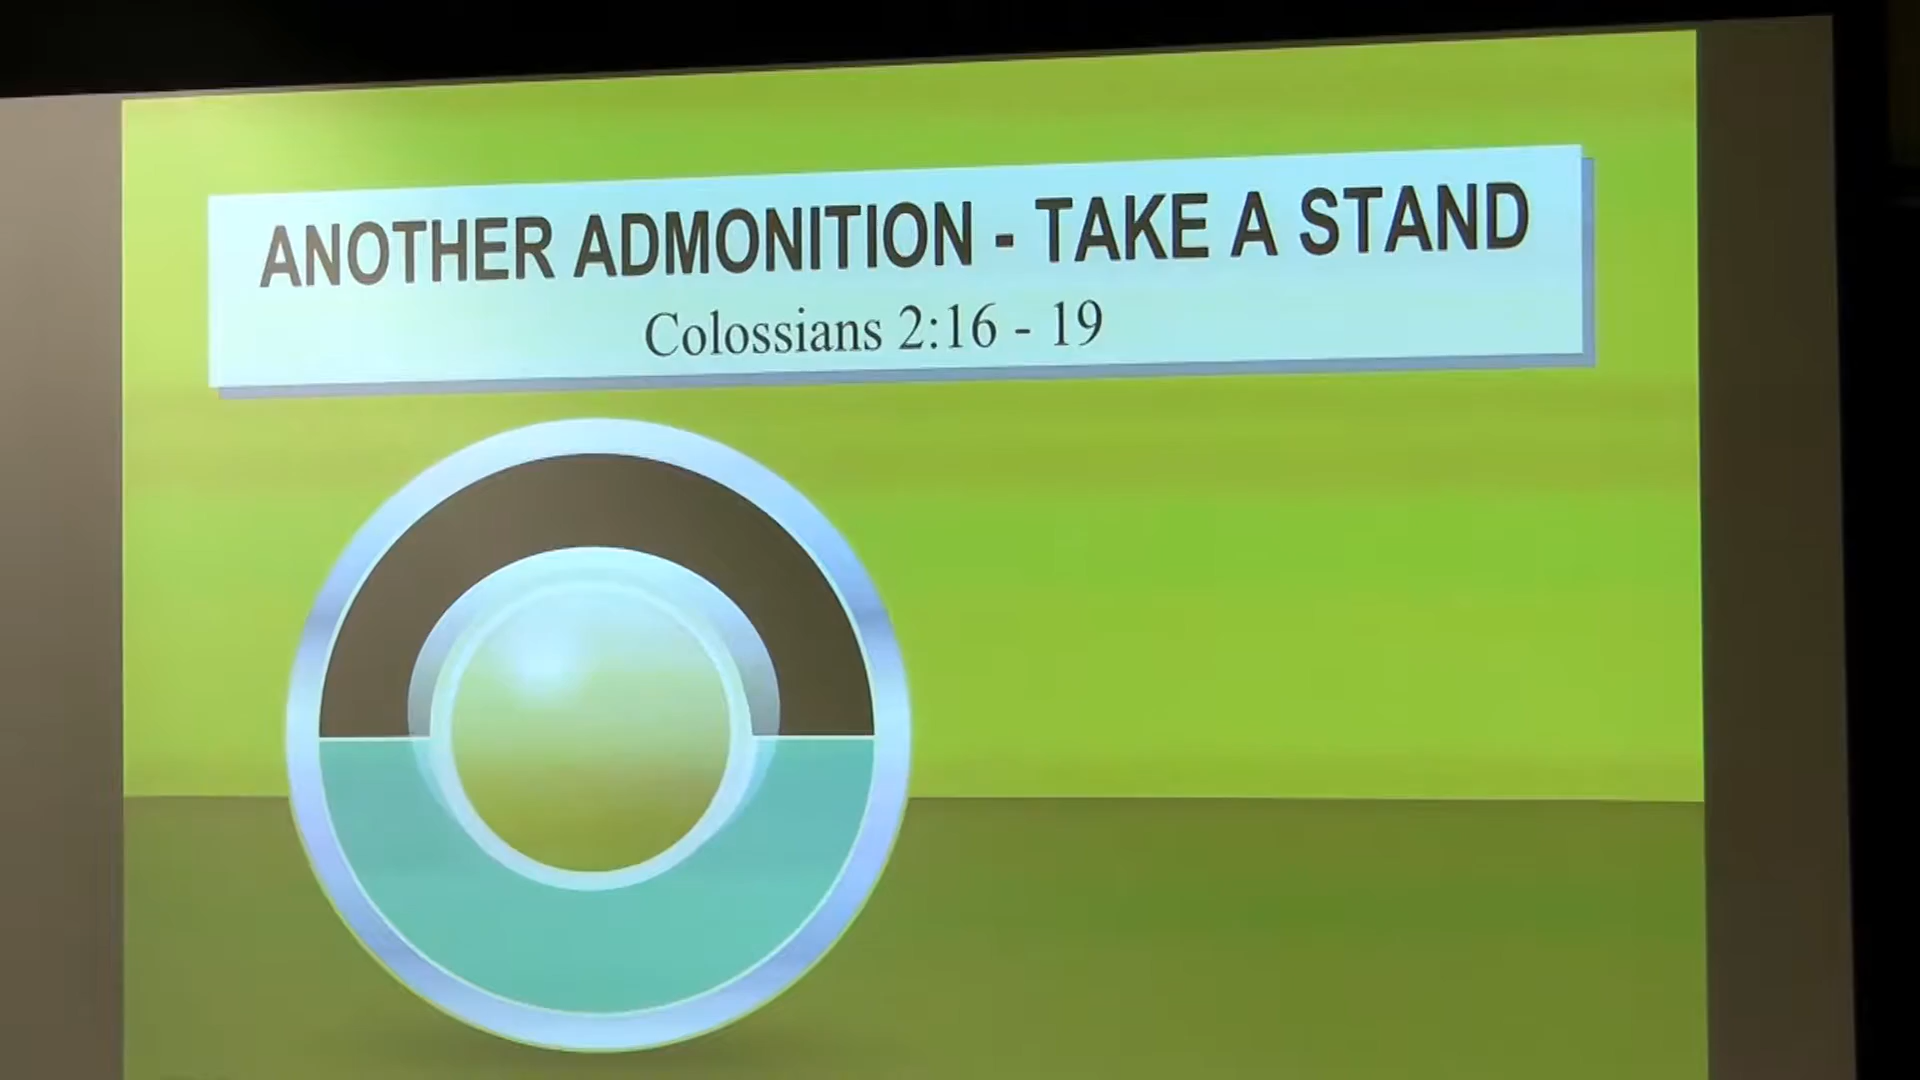 ANOTHER ADMONITION - TAKE A STAND
Colossians 2:16 - 19